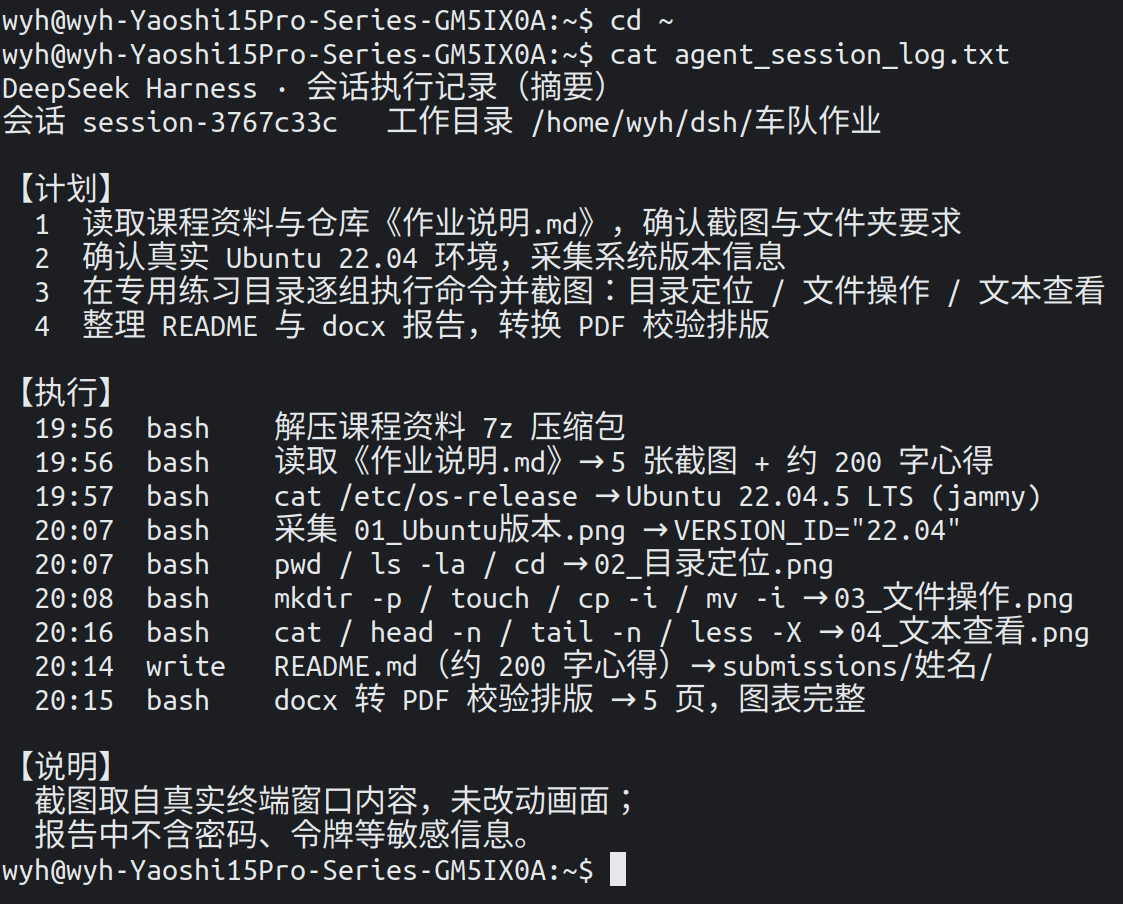 wyh@wyh-Yaoshi15Pro-Series-GM5IX0A:~$ cd ~
wyh@wyh-Yaoshi15Pro-Series-GM5IX0A:~$ cat agent_session_log.txt
DeepSeek Harness · 会话执行记录（摘要）
会话 session-3767c33c   工作目录 /home/wyh/dsh/车队作业
【计划】
1  读取课程资料与仓库《作业说明.md》，确认截图与文件夹要求
2  确认真实 Ubuntu 22.04 环境，采集系统版本信息
3  在专用练习目录逐组执行命令并截图：目录定位 / 文件操作 / 文本查看
4  整理 README 与 docx 报告，转换 PDF 校验排版
【执行】
19:56  bash    解压课程资料 7z 压缩包
19:56  bash    读取《作业说明.md》→5 张截图 + 约 200 字心得
19:57  bash    cat /etc/os-release →Ubuntu 22.04.5 LTS (jammy)
20:07  bash    采集 01_Ubuntu版本.png →VERSION_ID="22.04"
20:07  bash    pwd / ls -la / cd →02_目录定位.png
20:08  bash    mkdir -p / touch / cp -i / mv -i →03_文件操作.png
20:16  bash    cat / head -n / tail -n / less -X →04_文本查看.png
20:14  write   README.md（约 200 字心得）→submissions/姓名/
20:15  bash    docx 转 PDF 校验排版 →5 页，图表完整
【说明】
截图取自真实终端窗口内容，未改动画面；
报告中不含密码、令牌等敏感信息。
wyh@wyh-Yaoshi15Pro-Series-GM5IX0A:~$